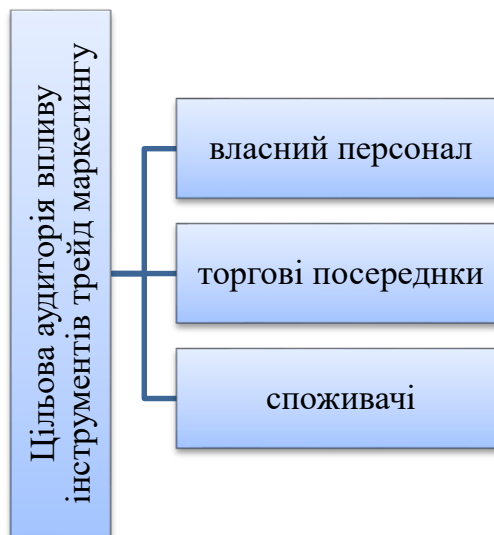 Цільова аудиторія впливу
інструментів трейд маркетингу
власний персонал
торгові посереднки
споживачі